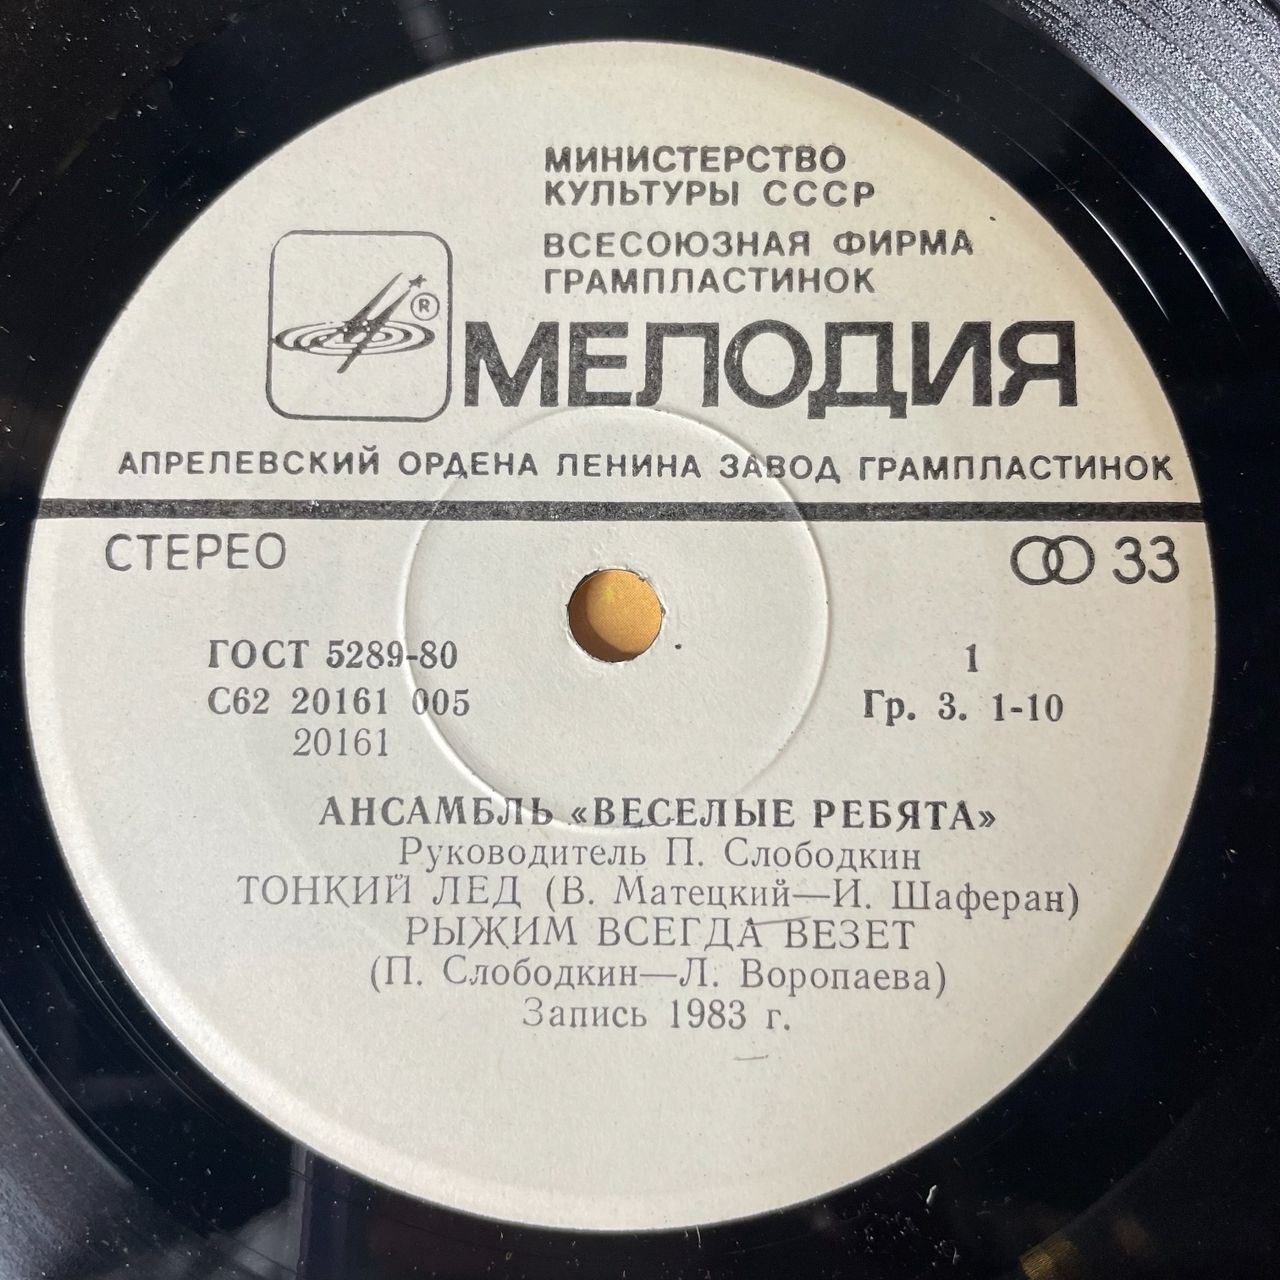 МИНИСТЕРСТВО
КУЛЬТУРЫ СССР
ВСЕСОЮЗНАЯ ФИРМА
ГРАМПЛАСТИНОК
®
МЕЛОДИЯ
АПРЕЛЕВСКИЙ ОРДЕНА ЛЕНИНА ЗАВОД ГРАМПЛАСТИНОК
СТЕРЕО
33
ГОСТ 5289-80
С62 20161 005
20161
1
Гр. 3. 1-10
АНСАМБЛЬ «ВЕСЕЛЫЕ РЕБЯТА»
Руководитель П. Слободкин
ТОНКИЙ ЛЕД (В. Матецкий—И. Шаферан)
РЫЖИМ ВСЕГДА ВЕЗЕТ
(П. Слободкин—Л. Воропаева)
Запись 1983 г.